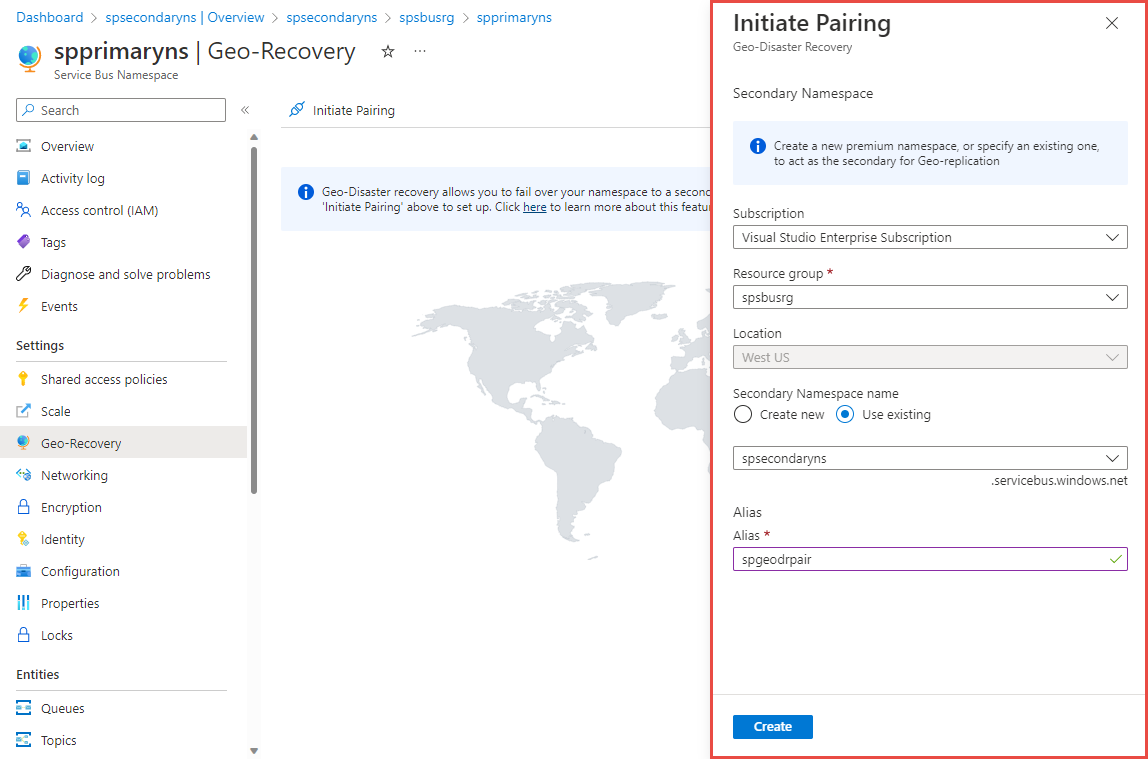 Dashboard > spsecondaryns | Overview > spsecondaryns > spsbusrg > spprimaryns
spprimaryns | Geo-Recovery
Service Bus Namespace
Search
Overview
Activity log
Access control (IAM)
Tags
Diagnose and solve problems
Events
Settings
Shared access policies
Scale
Geo-Recovery
Networking
Encryption
Identity
Configuration
Properties
Locks
Entities
Queues
Topics
Initiate Pairing
Geo-Disaster recovery allows you to fail over your namespace to a second
'Initiate Pairing' above to set up. Click here to learn more about this featur
Initiate Pairing
Geo-Disaster Recovery
Secondary Namespace
Create a new premium namespace, or specify an existing one,
to act as the secondary for Geo-replication
Subscription
Visual Studio Enterprise Subscription
Resource group *
spsbusrg
Location
West US
Secondary Namespace name
Create new Use existing
spsecondaryns
.servicebus.windows.net
Alias
Alias *
spgeodrpair
Create